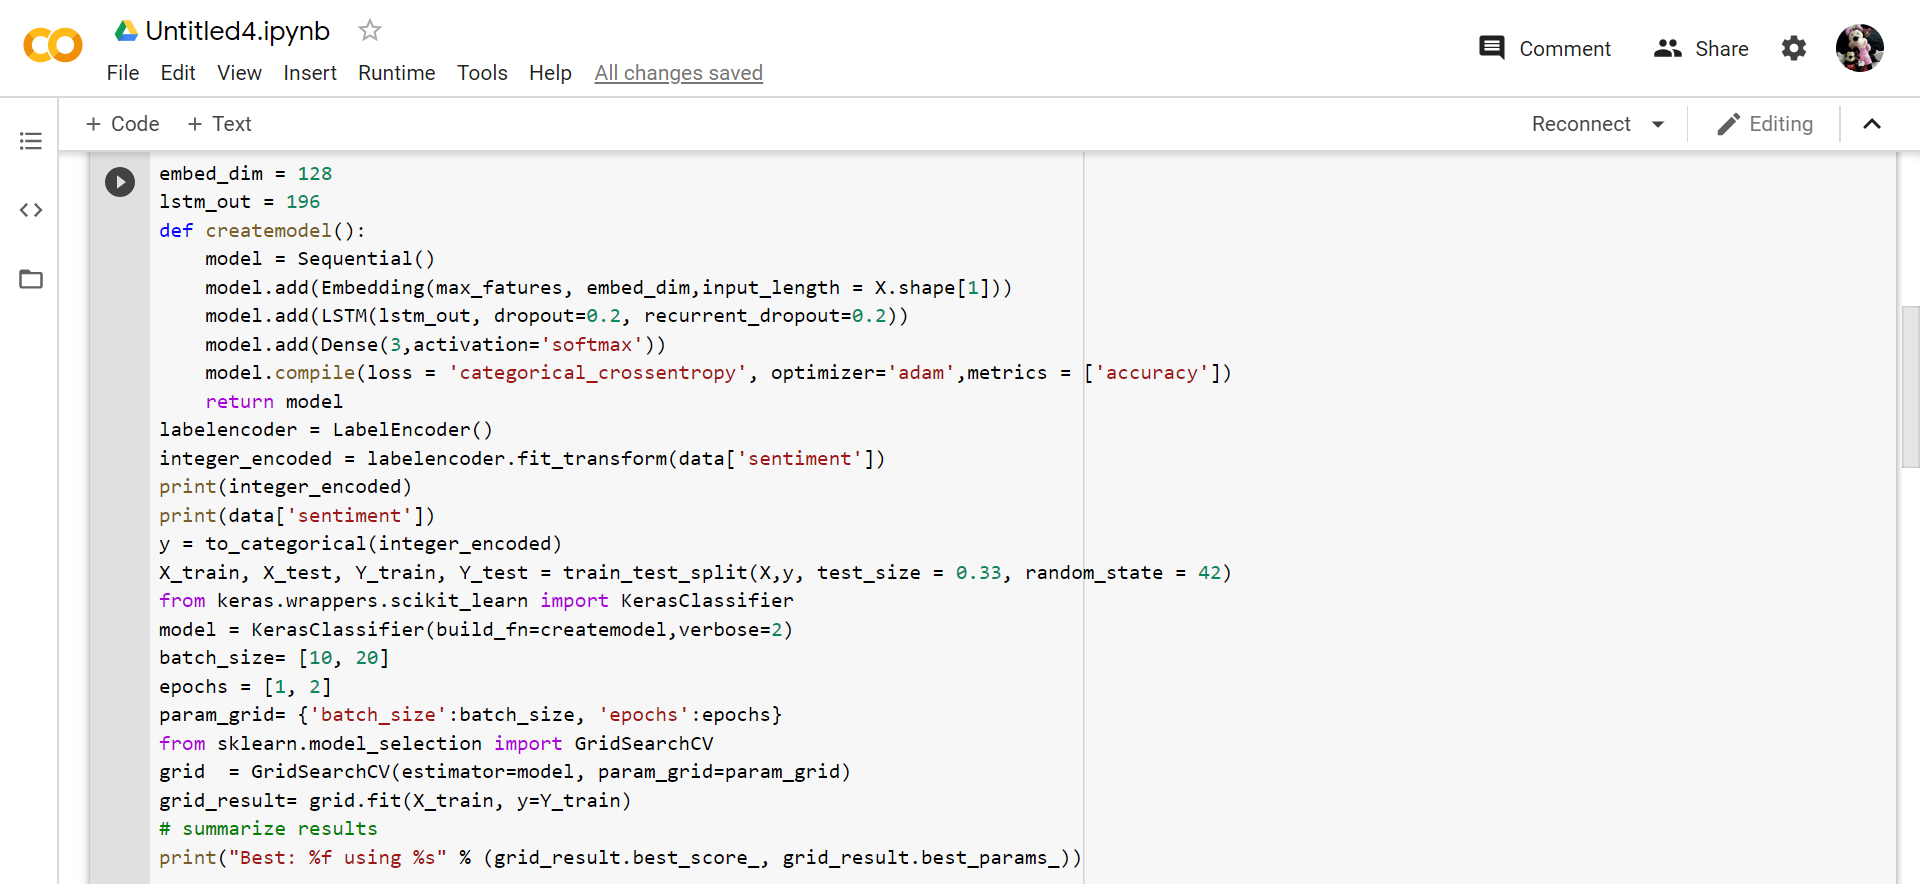 Untitled4.ipynb
File Edit View Insert Runtime Tools Help All changes saved
Comment Share
+ Code + Text
Reconnect Editing
embed_dim = 128
lstm_out = 196
def createmodel():
    model = Sequential()
    model.add(Embedding(max_fatures, embed_dim,input_length = X.shape[1]))
    model.add(LSTM(lstm_out, dropout=0.2, recurrent_dropout=0.2))
    model.add(Dense(3,activation='softmax'))
    model.compile(loss = 'categorical_crossentropy', optimizer='adam',metrics = ['accuracy'])
    return model
labelencoder = LabelEncoder()
integer_encoded = labelencoder.fit_transform(data['sentiment'])
print(integer_encoded)
print(data['sentiment'])
y = to_categorical(integer_encoded)
X_train, X_test, Y_train, Y_test = train_test_split(X,y, test_size = 0.33, random_state = 42)
from keras.wrappers.scikit_learn import KerasClassifier
model = KerasClassifier(build_fn=createmodel,verbose=2)
batch_size= [10, 20]
epochs = [1, 2]
param_grid= {'batch_size':batch_size, 'epochs':epochs}
from sklearn.model_selection import GridSearchCV
grid  = GridSearchCV(estimator=model, param_grid=param_grid)
grid_result= grid.fit(X_train, y=Y_train)
# summarize results
print("Best: %f using %s" % (grid_result.best_score_, grid_result.best_params_))